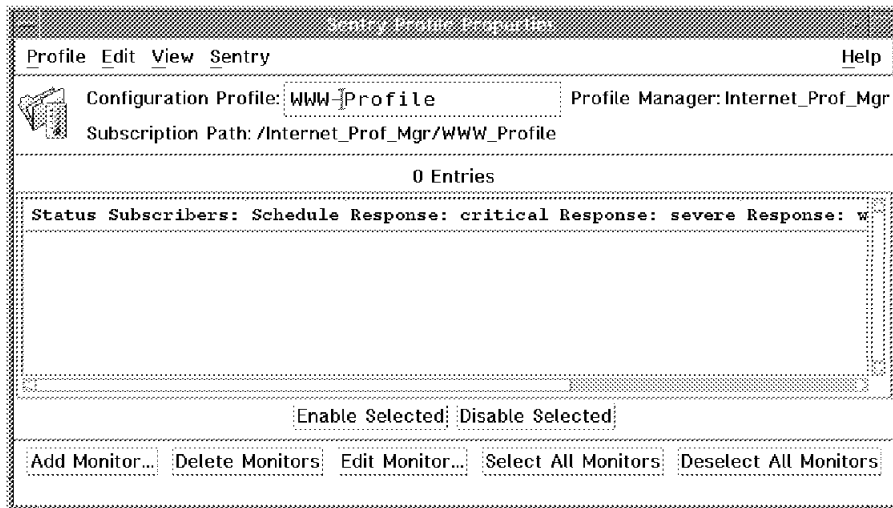 Sentry Profile Properties
Profile Edit View Sentry Help
Configuration Profile: WWW-Profile Profile Manager: Internet_Prof_Mgr
Subscription Path: /Internet_Prof_Mgr/WWW_Profile
0 Entries
Status Subscribers: Schedule Response: critical Response: severe Response: w
Enable Selected Disable Selected
Add Monitor... Delete Monitors Edit Monitor... Select All Monitors Deselect All Monitors